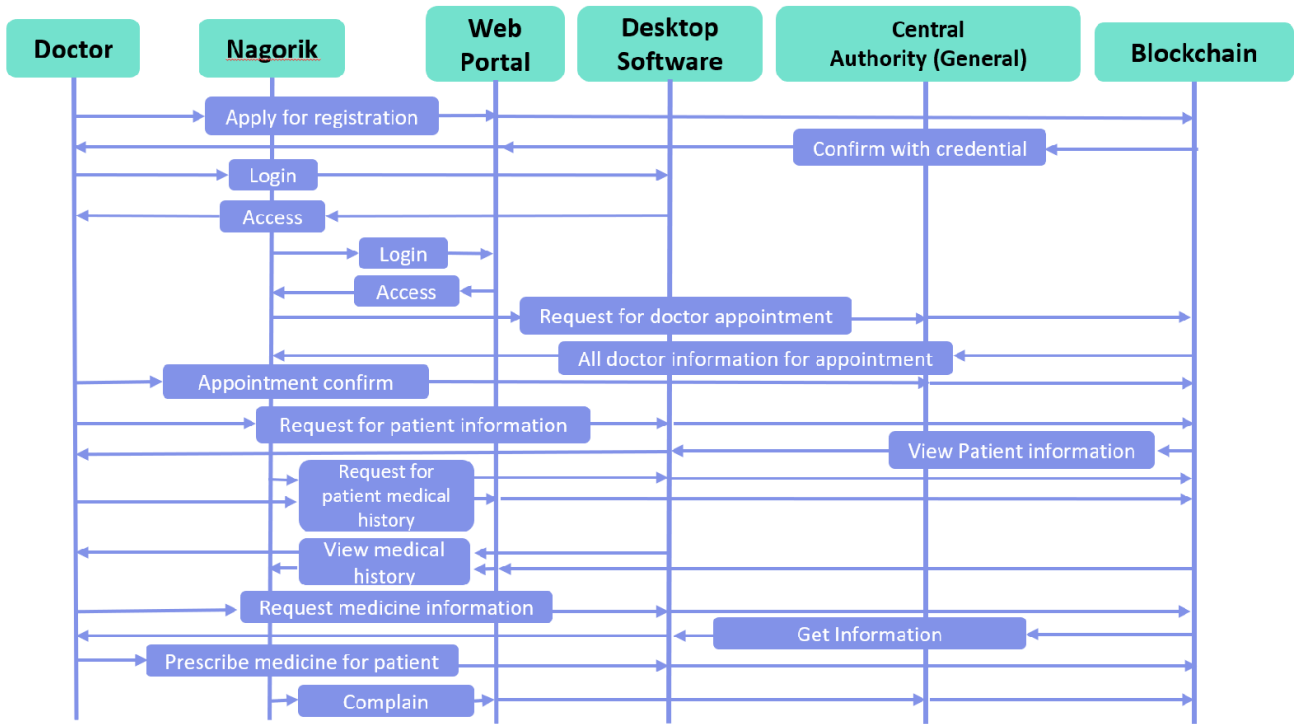 Doctor
Nagorik
Web
Portal
Desktop
Software
Central
Authority (General)
Blockchain
Apply for registration
Confirm with credential
Login
Access
Login
Access
Request for doctor appointment
All doctor information for appointment
Appointment confirm
Request for patient information
View Patient information
Request for
patient medical
history
View medical
history
Request medicine information
Get Information
Prescribe medicine for patient
Complain